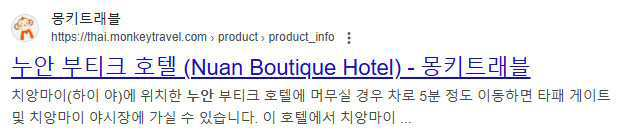 몽키트래블
https://thai.monkeytravel.com › product › product_info
누안 부티크 호텔 (Nuan Boutique Hotel) - 몽키트래블
치앙마이(하이 야)에 위치한 누안 부티크 호텔에 머무실 경우 차로 5분 정도 이동하면 타패 게이트
및 치앙마이 야시장에 가실 수 있습니다. 이 호텔에서 치앙마이 ...